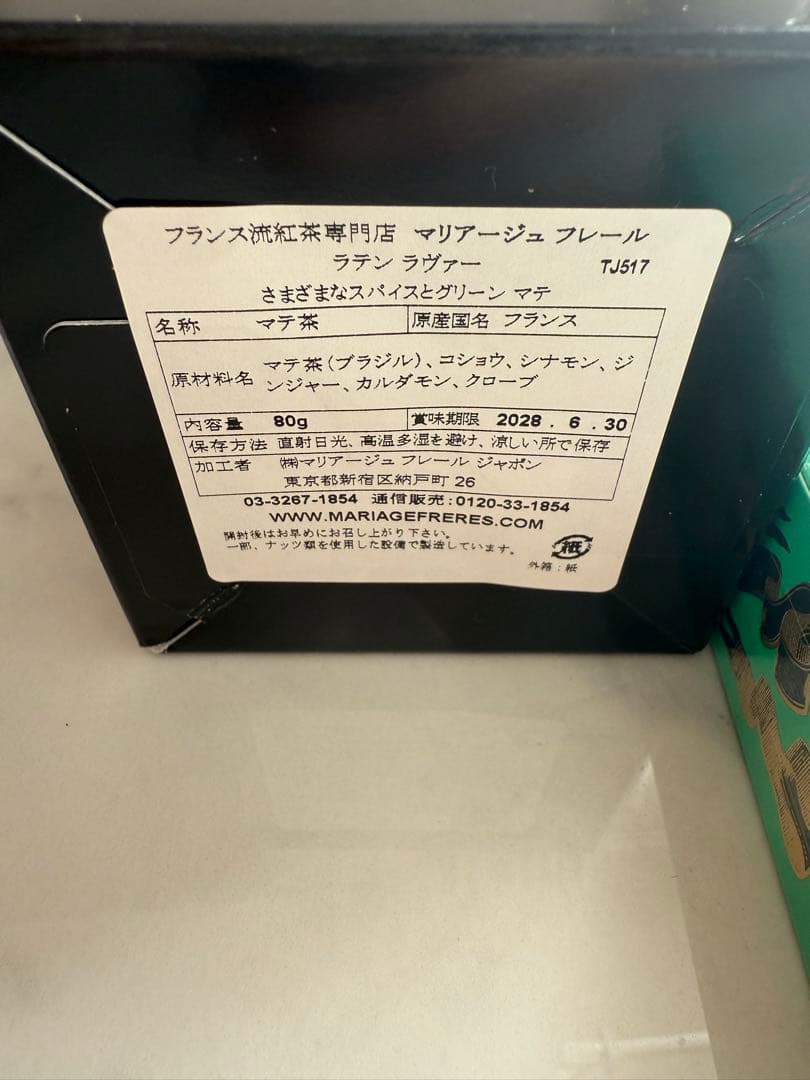 フランス流紅茶専門店 マリアージュ フレール
ラテン ラヴァー TJ517
さまざまなスパイスとグリーン マテ
名称 マテ茶 原産国名 フランス
原材料名 マテ茶(ブラジル)、コショウ、シナモン、ジ
ンジャー、カルダモン、クローブ
内容量 80g 賞味期限 2028 . 6 . 30
保存方法 直射日光、高温多湿を避け、涼しい所で保存
加工者 ㈱マリアージュ フレール ジャポン
東京都新宿区納戸町 26
03-3267-1854 通信販売:0120-33-1854
WWW.MARIAGEFRERES.COM
開封後はお早めにお召し上がり下さい。
一部、ナッツ類を使用した設備で製造しています。
紙
外箱:紙